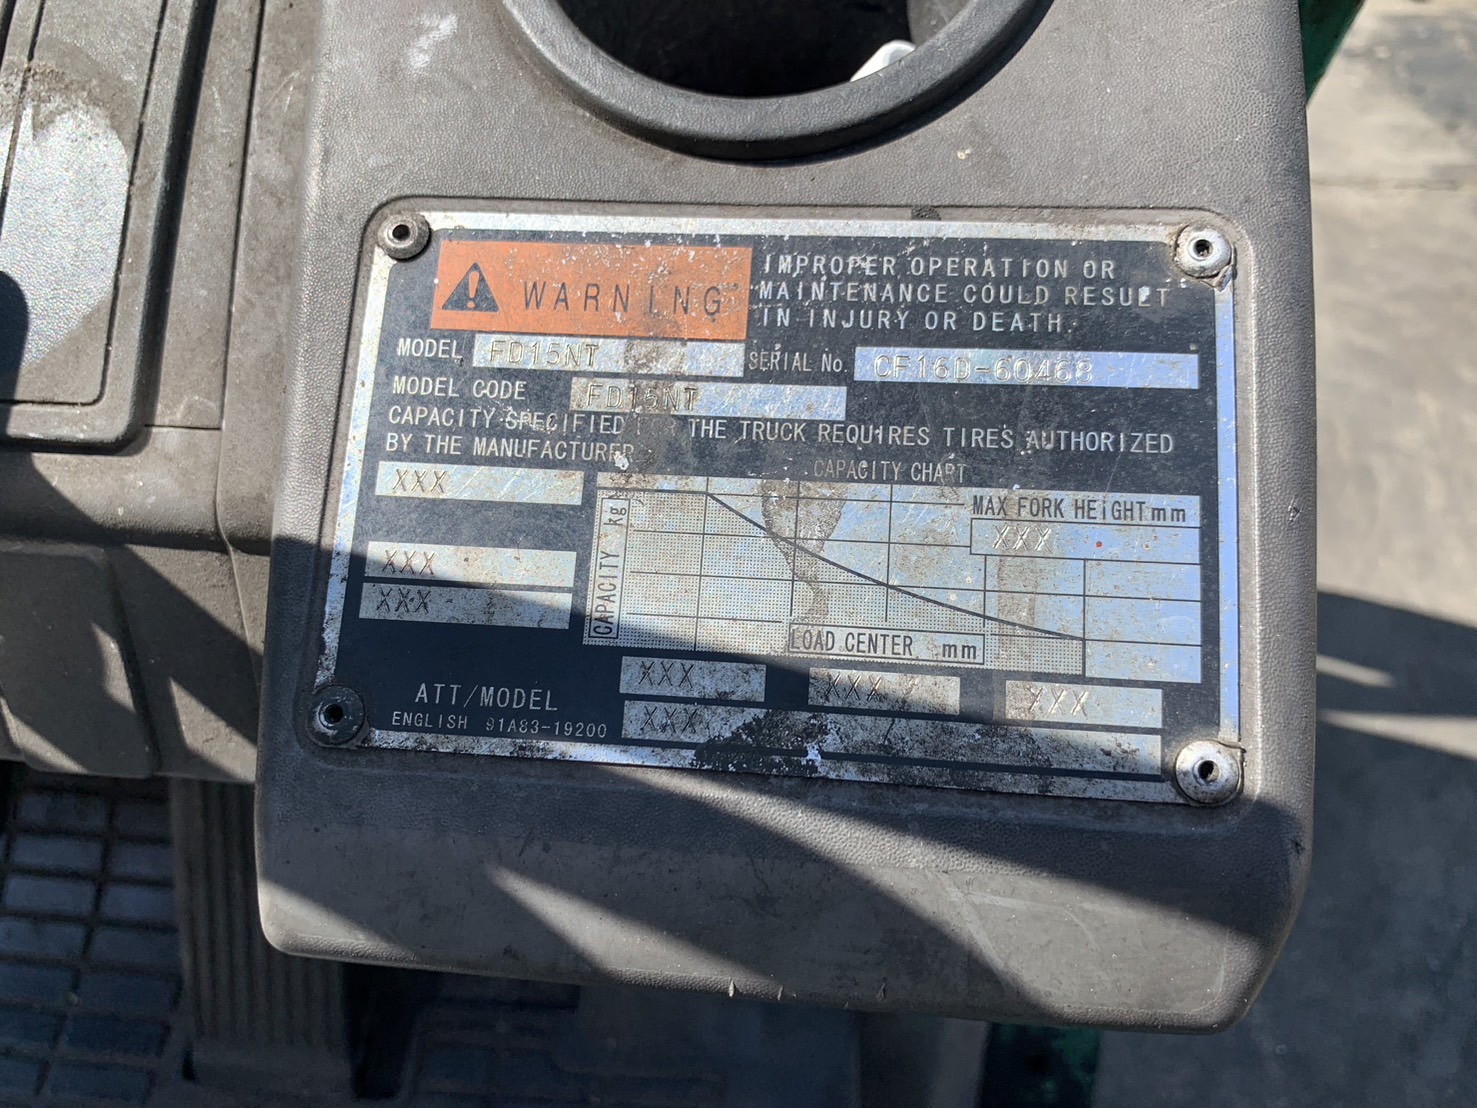 WARNING
IMPROPER OPERATION OR
MAINTENANCE COULD RESULT
IN INJURY OR DEATH.
MODEL FD15NT SERIAL No. CF16D-60468
MODEL CODE FD15NT
CAPACITY SPECIFIED THE TRUCK REQUIRES TIRES AUTHORIZED
BY THE MANUFACTURER
CAPACITY CHART
XXX
MAX FORK HEIGHT mm
XXX
CAPACITY kg
XXX
XXX
LOAD CENTER mm
XXX XXX XXX
ATT/MODEL
ENGLISH 91A83-19200
XXX